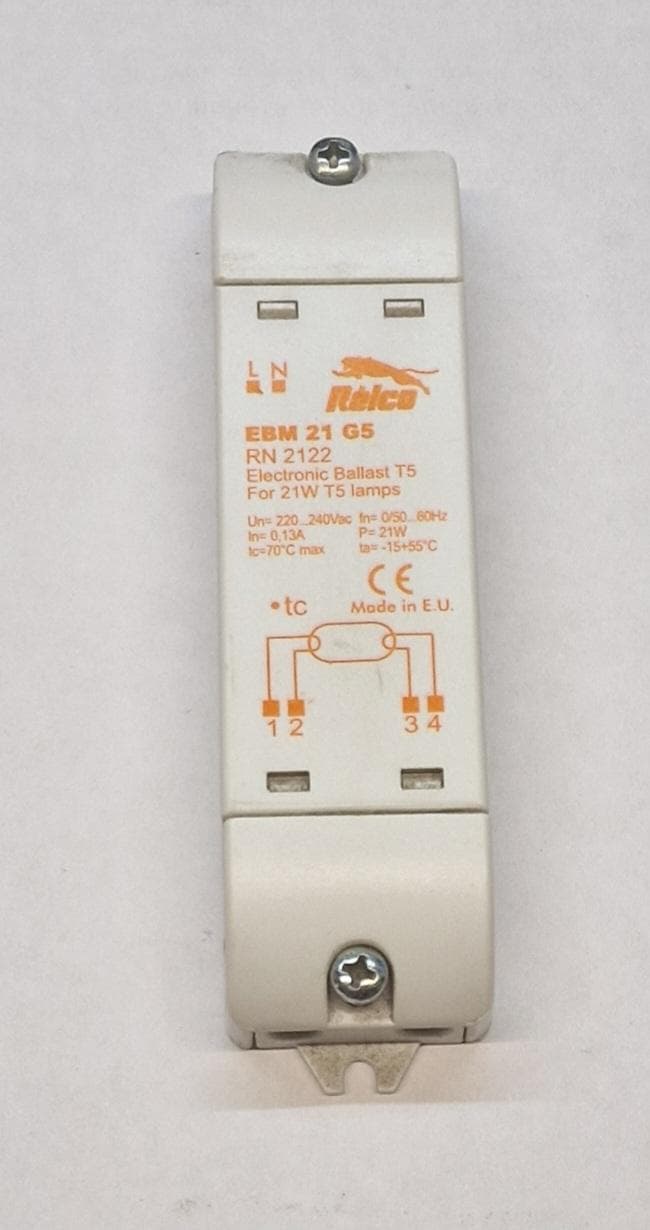 L N
Relco
EBM 21 G5
RN 2122
Electronic Ballast T5
For 21W T5 lamps
Un= 220...240Vac fn= 0/50...60Hz
In= 0,13A P= 21W
tc=70°C max ta= -15+55°C
CE
•tc Made in E.U.
1 2 3 4